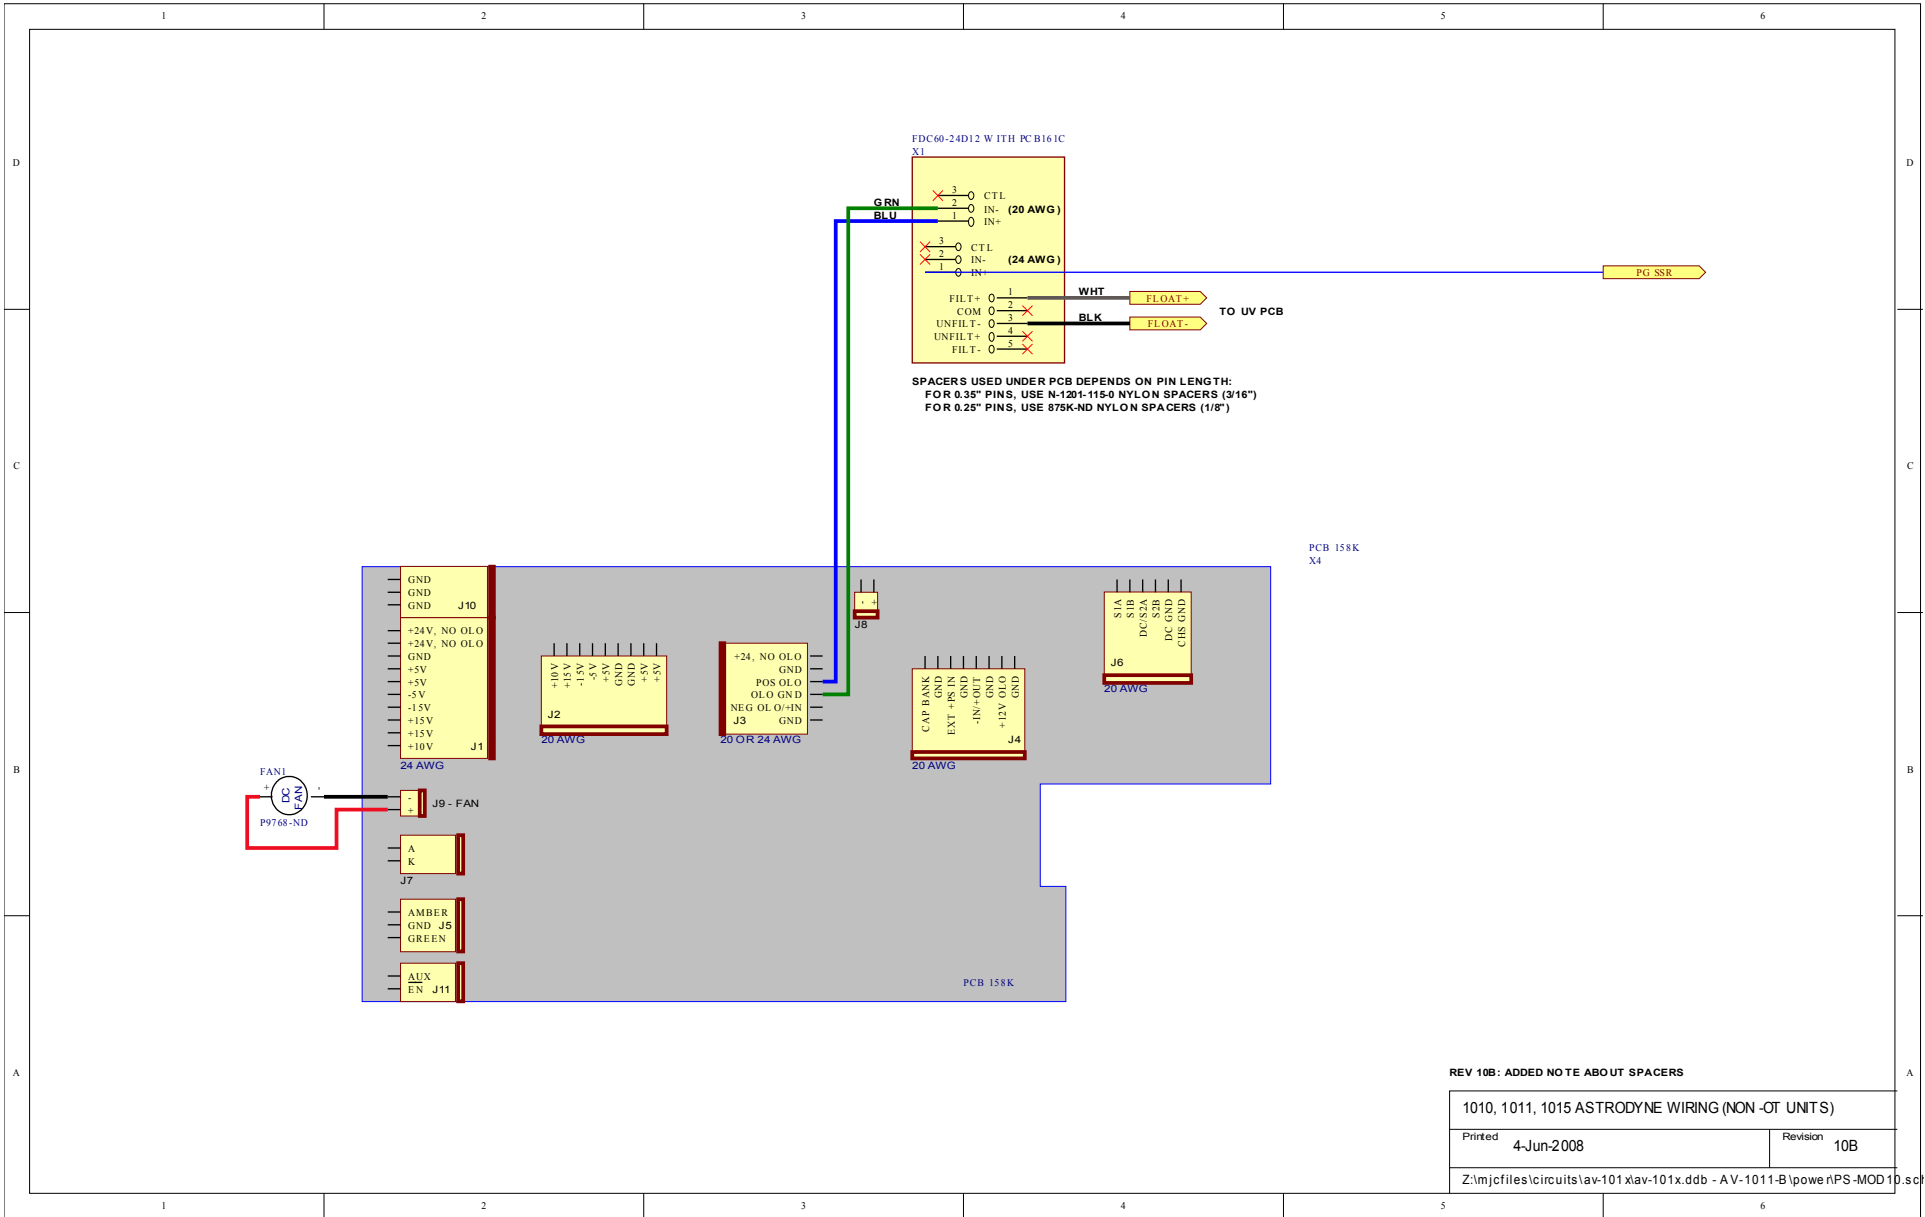 1 2 3 4 5 6
D D
FDC60-24D12 WITH PCB161C
X1
3 CTL
GRN 2 IN- (20 AWG)
BLU 1 IN+
3 CTL
2 IN- (24 AWG)
1 IN+
PG SSR
FILT+ 1 WHT FLOAT+
COM 2
TO UV PCB
UNFILT- 3 BLK FLOAT-
UNFILT+ 4
FILT- 5
SPACERS USED UNDER PCB DEPENDS ON PIN LENGTH:
FOR 0.35" PINS, USE N-1201-115-0 NYLON SPACERS (3/16")
FOR 0.25" PINS, USE 875K-ND NYLON SPACERS (1/8")
C C
PCB 158K
X4
GND
GND
GND J10
+24V, NO OLO
+24V, NO OLO
GND
+5V
+5V
-5V
-15V
+15V
+15V
+10V J1
24 AWG
+10V
+15V
-15V
-5V
+5V
GND
GND
+5V
+5V
J2
20 AWG
+24, NO OLO
GND
POS OLO
OLO GND
NEG OLO/+IN
J3 GND
20 OR 24 AWG
- +
J8
CAP BANK
GND
EXT +PS IN
GND
-IN/+OUT
GND
+12V OLO
GND
J4
20 AWG
S1A
S1B
DC/S2A
S2B
DC GND
CHS GND
J6
20 AWG
B B
FAN1
+ -
DC
FAN
P9768-ND
-
+
J9 - FAN
A
K
J7
AMBER
GND J5
GREEN
AUX
EN J11
PCB 158K
A A
REV 10B: ADDED NOTE ABOUT SPACERS
1010, 1011, 1015 ASTRODYNE WIRING (NON -OT UNITS)
Printed 4-Jun-2008 Revision 10B
Z:\mjcfiles\circuits\av-101x\av-101x.ddb - AV-1011-B\power\PS-MOD10.sch
1 2 3 4 5 6